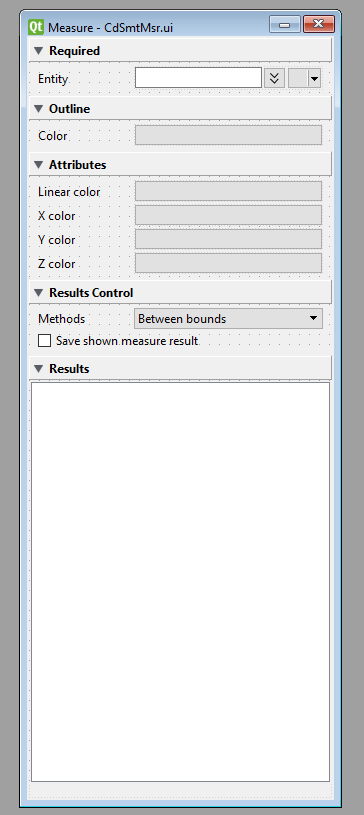 Qt Measure - CdSmtMsr.ui
Required
Entity
Outline
Color
Attributes
Linear color
X color
Y color
Z color
Results Control
Methods Between bounds
Save shown measure result
Results